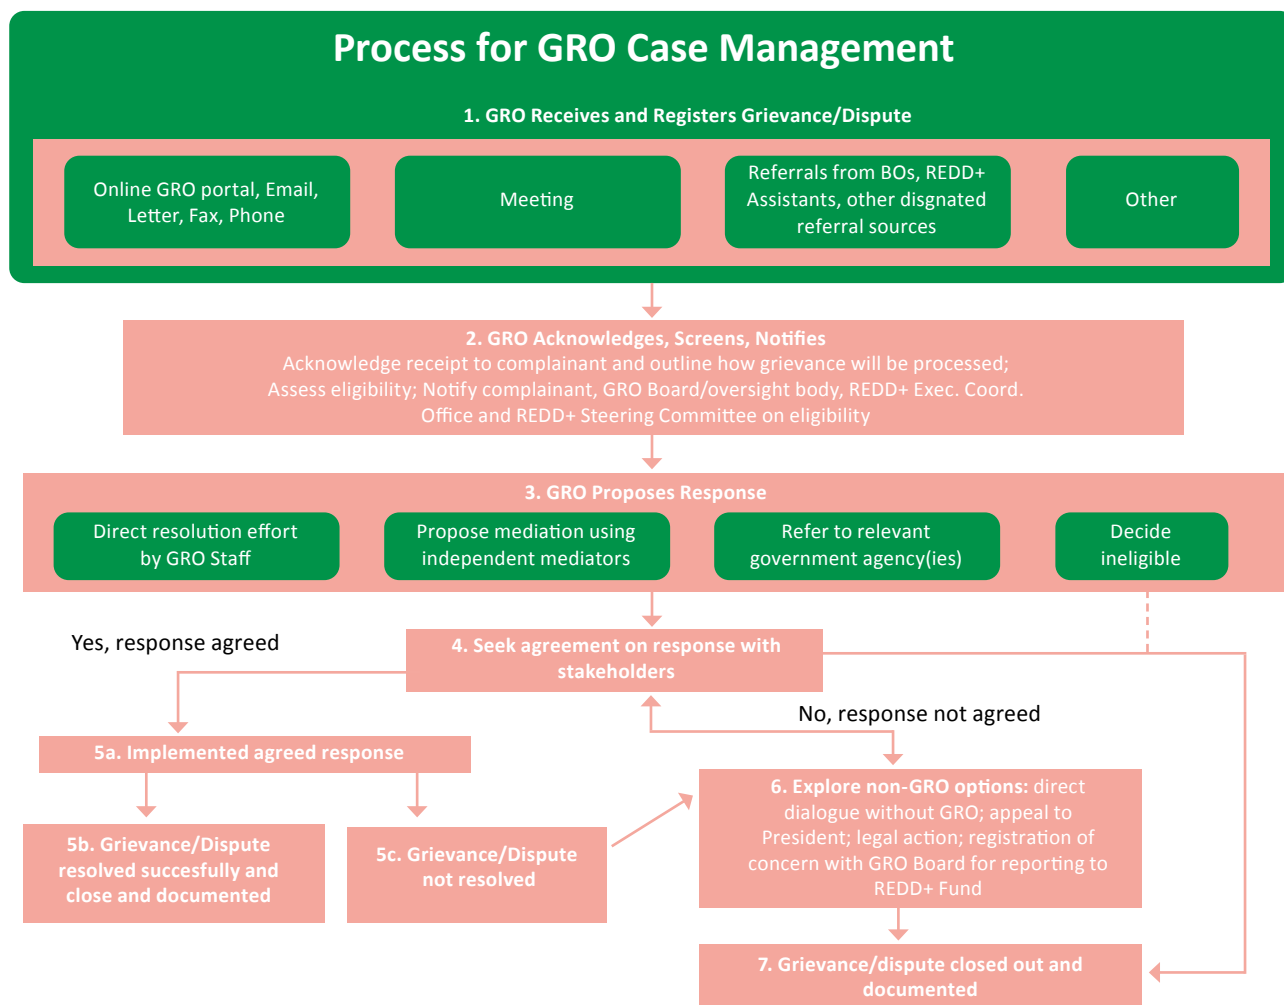 Process for GRO Case Management
1. GRO Receives and Registers Grievance/Dispute
Online GRO portal, Email,
Letter, Fax, Phone
Meeting
Referrals from BOs, REDD+
Assistants, other disgnated
referral sources
Other
2. GRO Acknowledges, Screens, Notifies
Acknowledge receipt to complainant and outline how grievance will be processed;
Assess eligibility; Notify complainant, GRO Board/oversight body, REDD+ Exec. Coord.
Office and REDD+ Steering Committee on eligibility
3. GRO Proposes Response
Direct resolution effort
by GRO Staff
Propose mediation using
independent mediators
Refer to relevant
government agency(ies)
Decide
ineligible
Yes, response agreed
4. Seek agreement on response with
stakeholders
No, response not agreed
5a. Implemented agreed response
5b. Grievance/Dispute
resolved succesfully and
close and documented
5c. Grievance/Dispute
not resolved
6. Explore non-GRO options: direct
dialogue without GRO; appeal to
President; legal action; registration of
concern with GRO Board for reporting to
REDD+ Fund
7. Grievance/dispute closed out and
documented